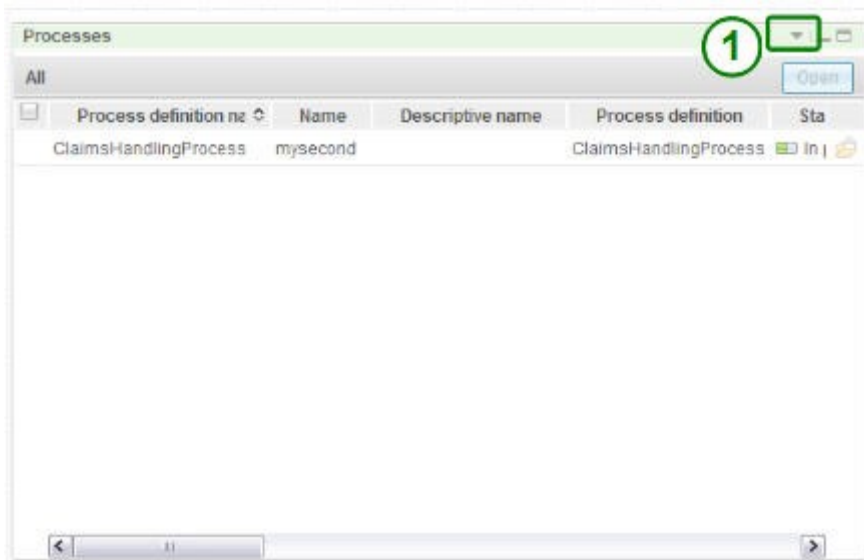 Processes
1
All
Open
Process definition na Name Descriptive name Process definition Sta
ClaimsHandlingProcess mysecond ClaimsHandlingProcess In p